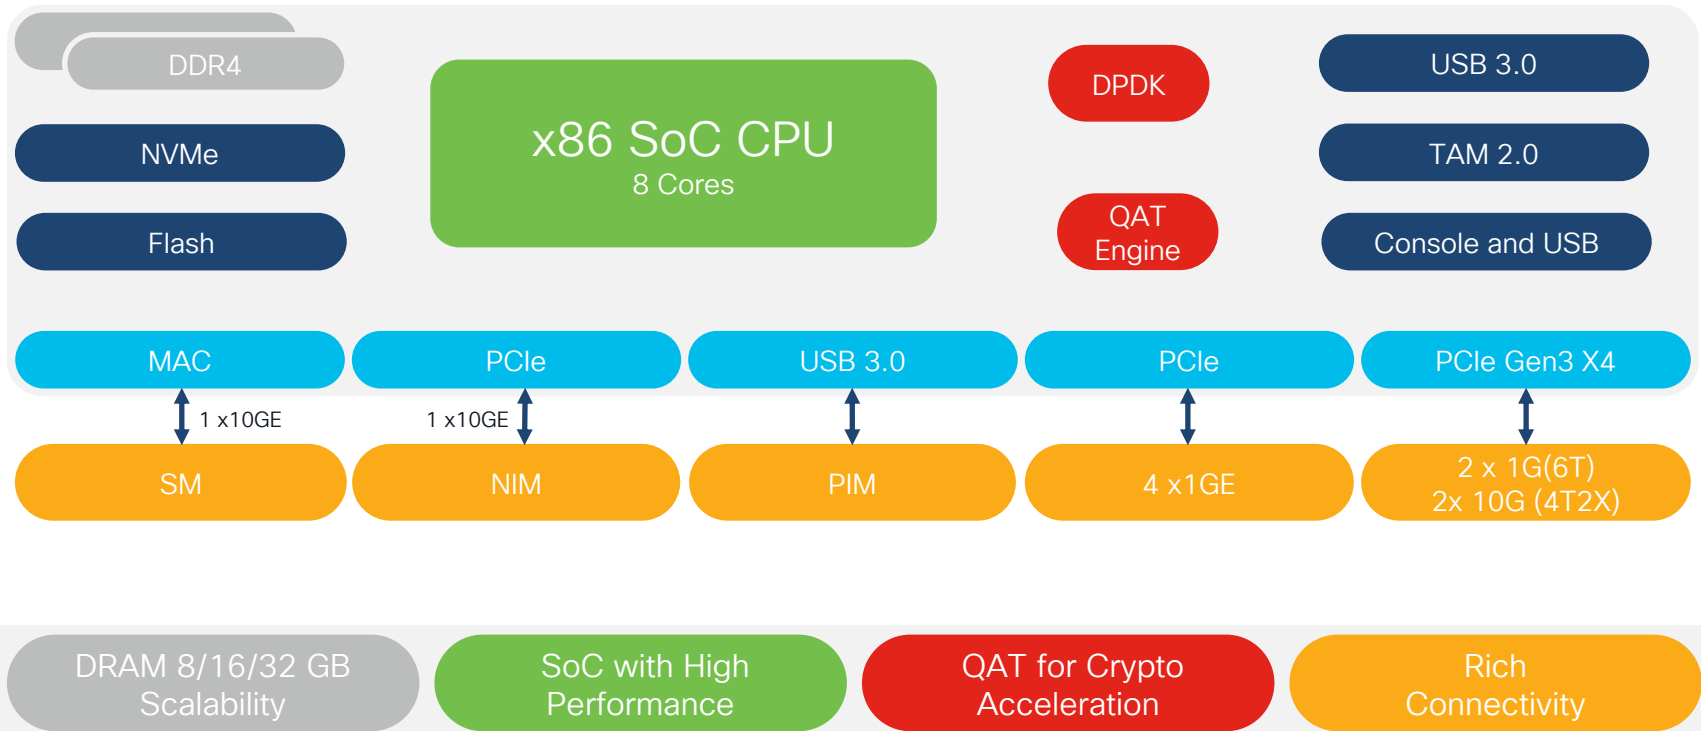 DDR4
NVMe
Flash
x86 SoC CPU
8 Cores
DPDK
QAT
Engine
USB 3.0
TAM 2.0
Console and USB
MAC
PCIe
USB 3.0
PCIe
PCIe Gen3 X4
1 x10GE
1 x10GE
SM
NIM
PIM
4 x1GE
2 x 1G(6T)
2x 10G (4T2X)
DRAM 8/16/32 GB
Scalability
SoC with High
Performance
QAT for Crypto
Acceleration
Rich
Connectivity